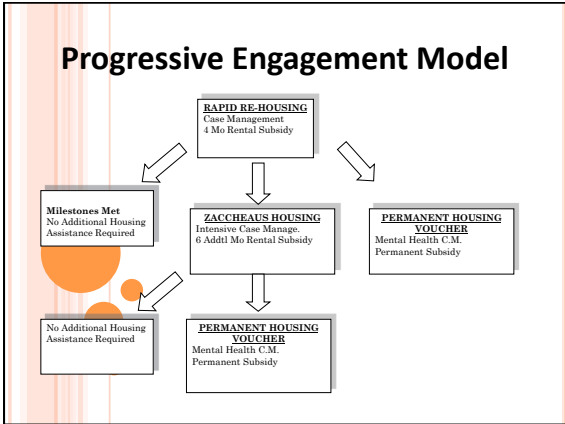 Progressive Engagement Model
RAPID RE-HOUSING
Case Management
4 Mo Rental Subsidy
Milestones Met
No Additional Housing
Assistance Required
ZACCHEAUS HOUSING
Intensive Case Manage.
6 Addtl Mo Rental Subsidy
PERMANENT HOUSING
VOUCHER
Mental Health C.M.
Permanent Subsidy
No Additional Housing
Assistance Required
PERMANENT HOUSING
VOUCHER
Mental Health C.M.
Permanent Subsidy